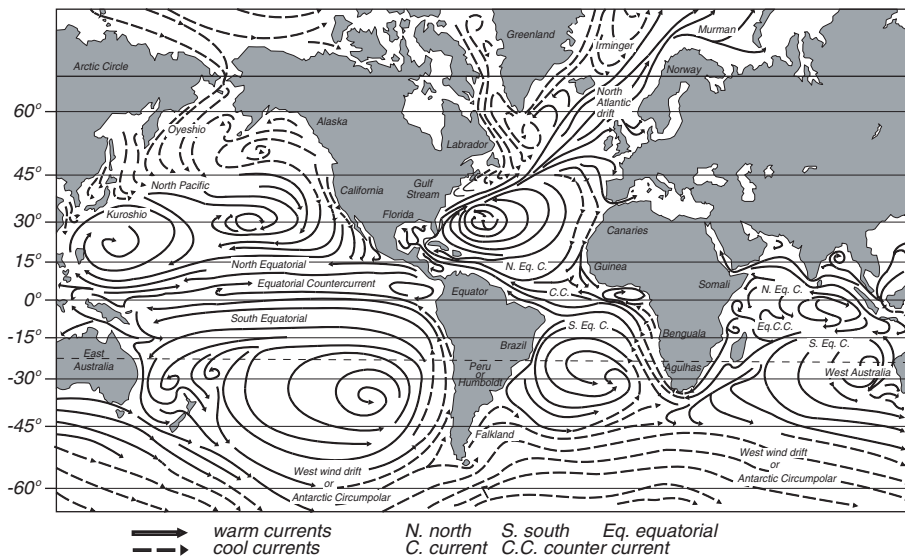 Greenland
Irminger
Murman
Arctic Circle
Norway
60°
North
Atlantic
drift
Oyeshio
Alaska
Labrador
45°
North Pacific
California
Gulf
Stream
30°
Kuroshio
Florida
Canaries
15°
North Equatorial
N. Eq. C.
Guinea
Equatorial Countercurrent
Equator
C.C.
Somali
N. Eq. C.
0°
South Equatorial
S. Eq. C.
Eq.C.C.
-15°
Brazil
Benguala
S. Eq. C.
East
Australia
Peru
or
Humboldt
Agulhas
West Australia
-30°
-45°
Falkland
West wind drift
or
Antarctic Circumpolar
West wind drift
or
Antarctic Circumpolar
-60°
warm currents N. north S. south Eq. equatorial
cool currents C. current C.C. counter current